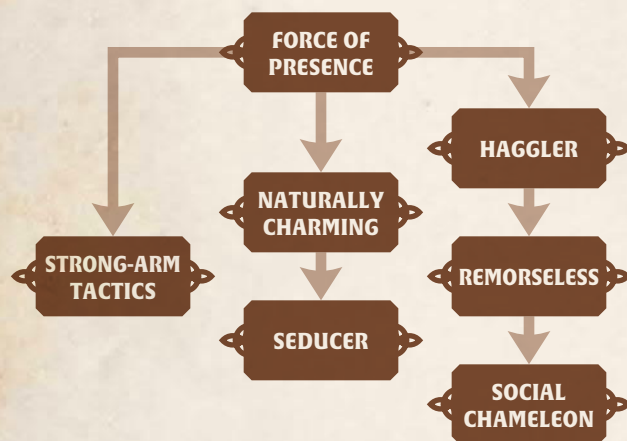 FORCE OF
PRESENCE
HAGGLER
NATURALLY
CHARMING
STRONG-ARM
TACTICS
REMORSELESS
SEDUCER
SOCIAL
CHAMELEON